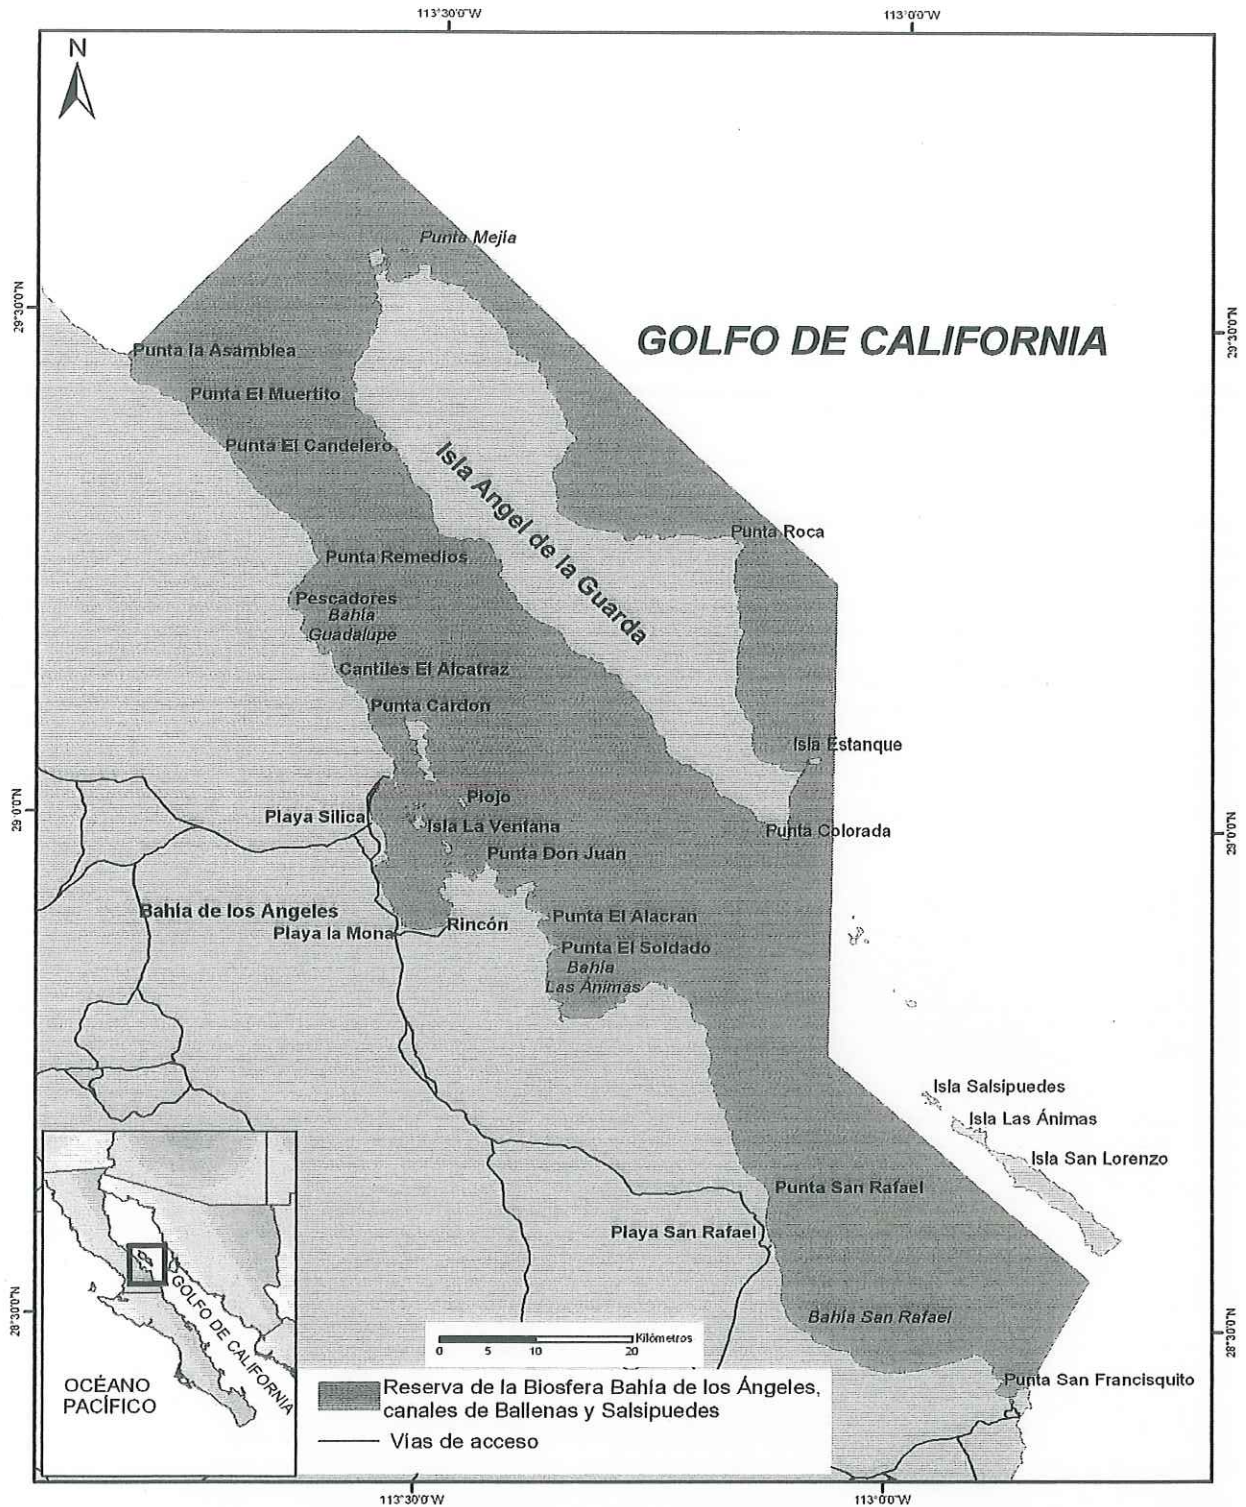 113°30'0"W
113°0'0"W
N
Punta Mejía
29°30'0"N
29°30'0"N
GOLFO DE CALIFORNIA
Punta la Asamblea
Punta El Muertito
Punta El Candelero
Isla Angel de la Guarda
Punta Roca
Punta Remedios
Pescadores
Bahía
Guadalupe
Cantiles El Alcatraz
Punta Cardon
Isla Estanque
Piojo
29°0'0"N
Playa Silica
Isla La Ventana
Punta Colorada
29°0'0"N
Punta Don Juan
Bahía de los Angeles
Punta El Alacran
Rincón
Playa la Mona
Punta El Soldado
Bahía
Las Ánimas
Isla Salsipuedes
Isla Las Ánimas
Isla San Lorenzo
Punta San Rafael
Playa San Rafael
28°30'0"N
Bahía San Rafael
28°30'0"N
Kilómetros
0 5 10 20
Punta San Francisquito
GOLFO DE CALIFORNIA
OCÉANO
PACÍFICO
Reserva de la Biosfera Bahía de los Ángeles,
canales de Ballenas y Salsipuedes
Vías de acceso
113°30'0"W
113°0'0"W